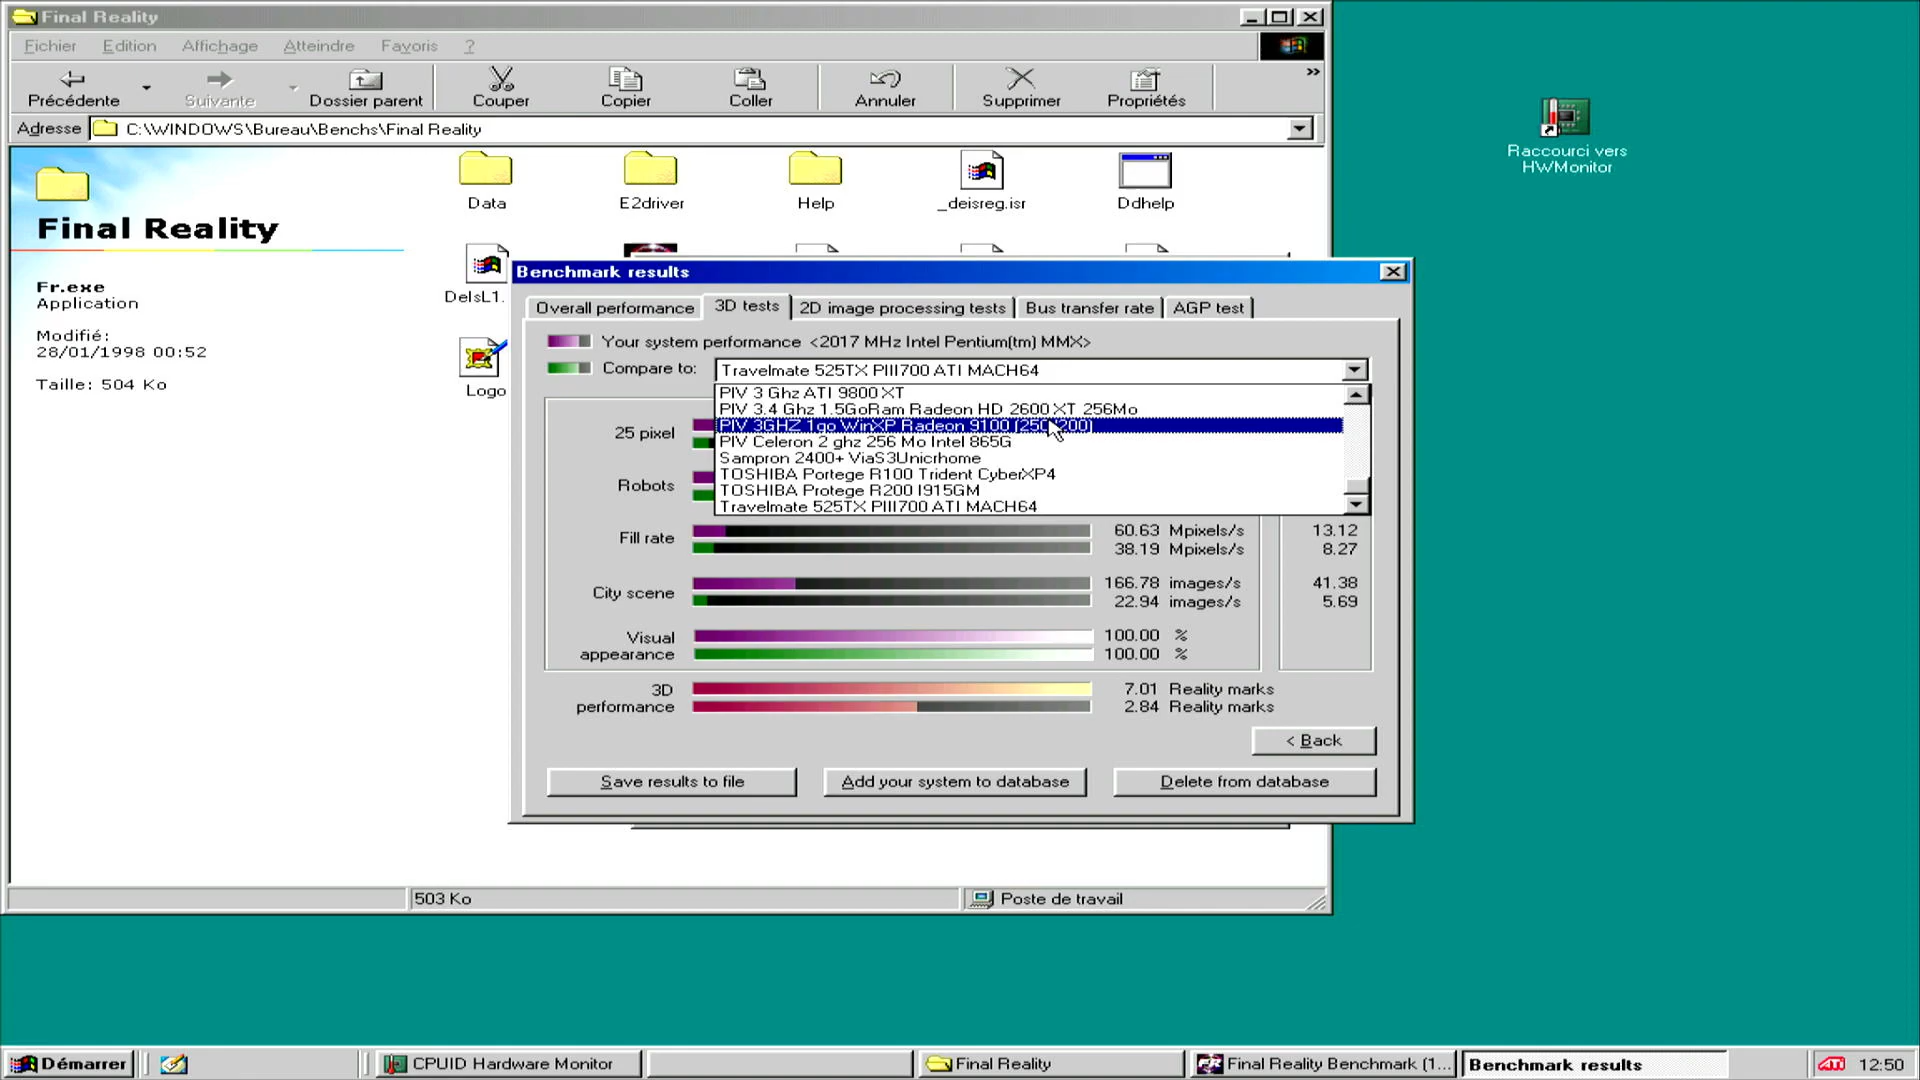 Final Reality
Fichier Edition Affichage Atteindre Favoris ?
Précédente Suivante Dossier parent Couper Copier Coller Annuler Supprimer Propriétés »
Adresse C:\WINDOWS\Bureau\Benchs\Final Reality
Final Reality
Fr.exe
Application
Modifié:
28/01/1998 00:52
Taille: 504 Ko
Data E2driver Help _deisreg.isr Ddhelp
DelsL1.
Logo
Raccourci vers
HWMonitor
Benchmark results
Overall performance 3D tests 2D image processing tests Bus transfer rate AGP test
Your system performance <2017 MHz Intel Pentium(tm) MMX>
Compare to: Travelmate 525TX PIII700 ATI MACH64
PIV 3 Ghz ATI 9800 XT
PIV 3.4 Ghz 1.5GoRam Radeon HD 2600 XT 256Mo
PIV 3GHZ 1go WinXP Radeon 9100 (250/200)
PIV Celeron 2 ghz 256 Mo Intel 865G
Sampron 2400+ ViaS3Unicrhome
TOSHIBA Portege R100 Trident CyberXP4
TOSHIBA Protege R200 I915GM
Travelmate 525TX PIII700 ATI MACH64
25 pixel
Robots
Fill rate 60.63 Mpixels/s 13.12
38.19 Mpixels/s 8.27
City scene 166.78 images/s 41.38
22.94 images/s 5.69
Visual appearance 100.00 %
100.00 %
3D performance 7.01 Reality marks
2.84 Reality marks
< Back
Save results to file Add your system to database Delete from database
503 Ko Poste de travail
Démarrer CPUID Hardware Monitor Final Reality Final Reality Benchmark (1... Benchmark results ATI 12:50